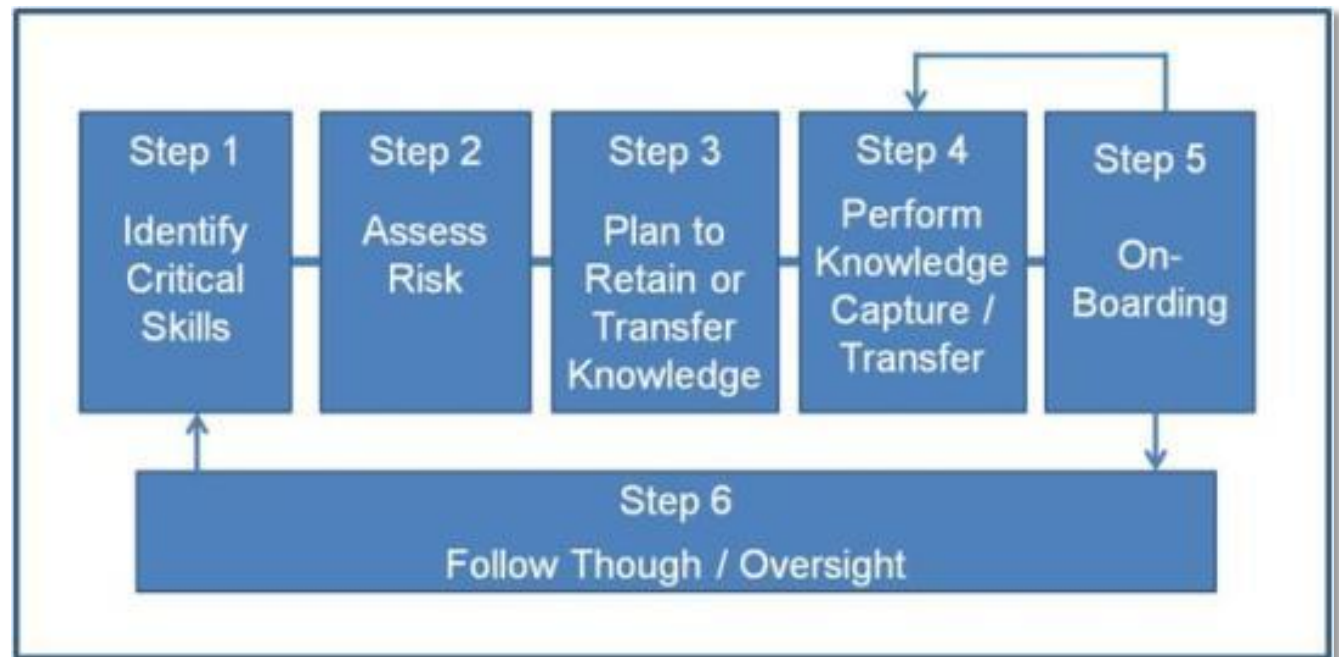 Step 1
Identify
Critical
Skills
Step 2
Assess
Risk
Step 3
Plan to
Retain or
Transfer
Knowledge
Step 4
Perform
Knowledge
Capture /
Transfer
Step 5
On-
Boarding
Step 6
Follow Though / Oversight